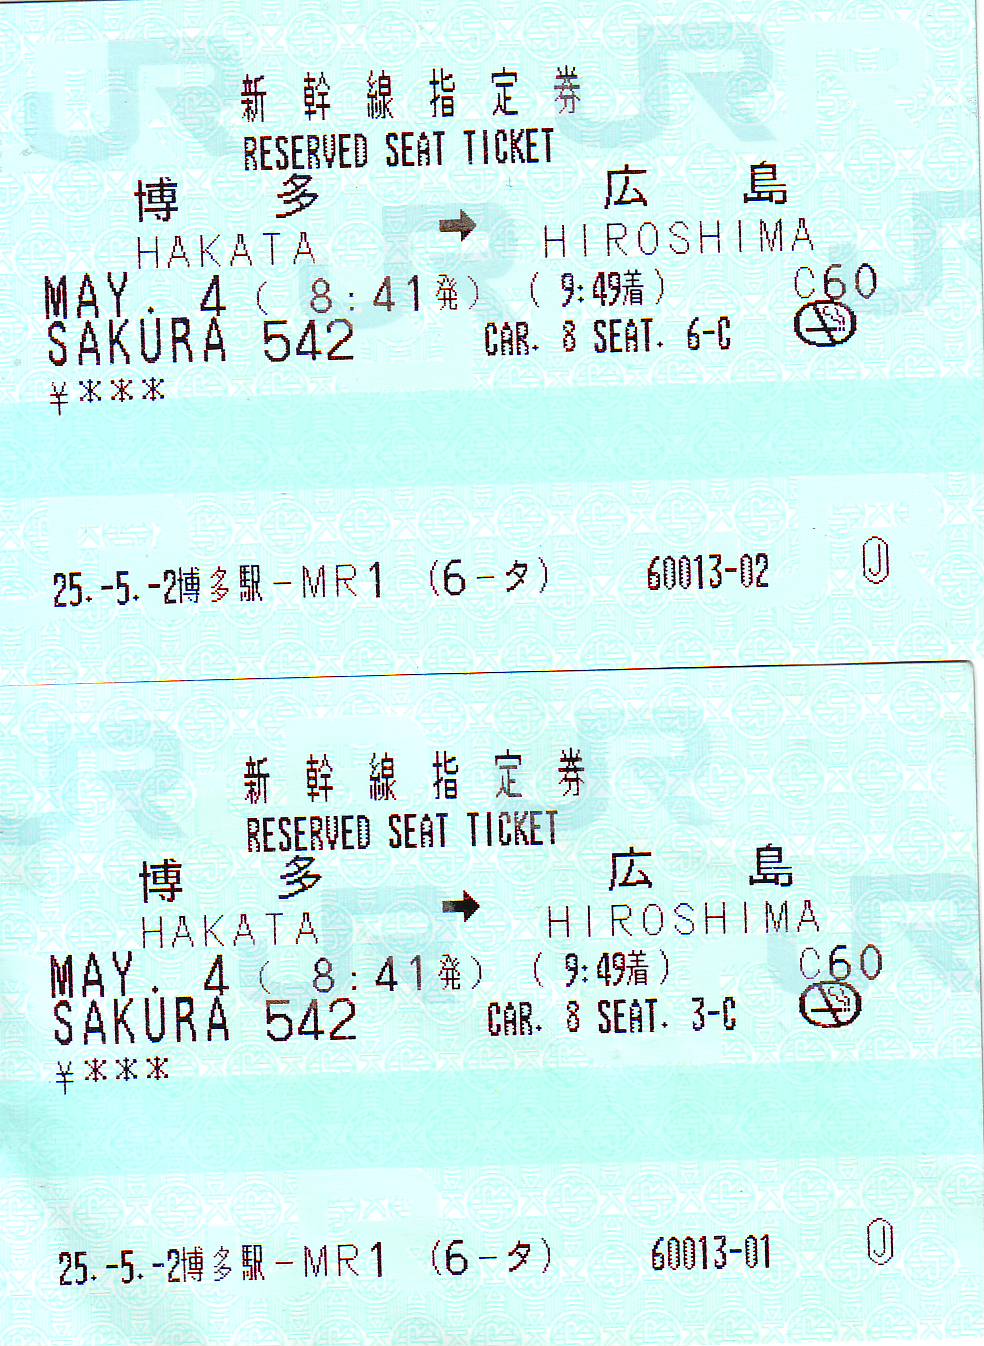 新幹線指定券
RESERVED SEAT TICKET
博多 → 広島
HAKATA HIROSHIMA
MAY. 4 ( 8:41発) ( 9:49着) C60
SAKURA 542 CAR. 8 SEAT. 6-C
¥***
25.-5.-2博多駅-MR1 (6-タ) 60013-02 J
新幹線指定券
RESERVED SEAT TICKET
博多 → 広島
HAKATA HIROSHIMA
MAY. 4 ( 8:41発) ( 9:49着) C60
SAKURA 542 CAR. 8 SEAT. 3-C
¥***
25.-5.-2博多駅-MR1 (6-タ) 60013-01 J